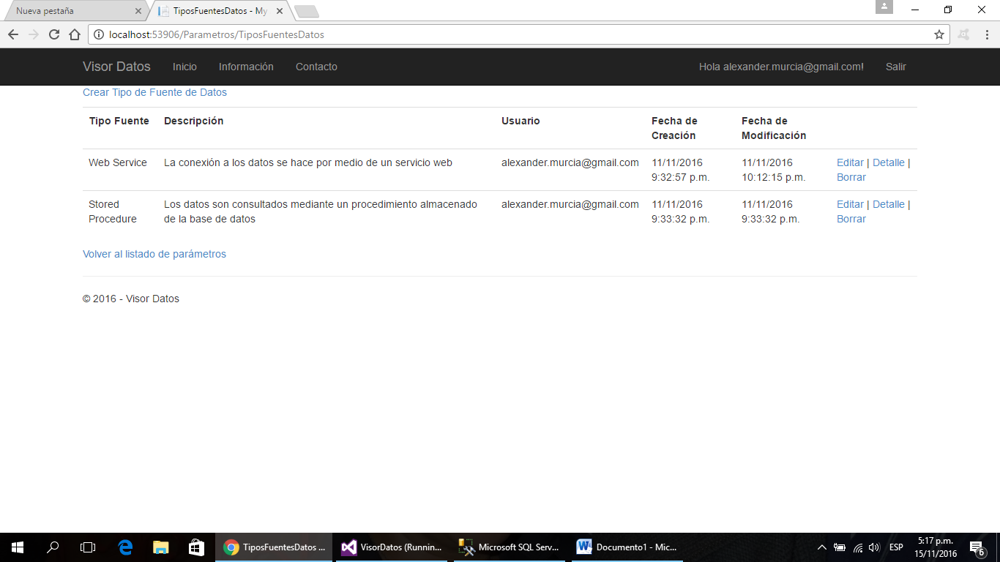 Nueva pestaña
TiposFuentesDatos - My
localhost:53906/Parametros/TiposFuentesDatos
Visor Datos Inicio Información Contacto Hola alexander.murcia@gmail.com! Salir
Crear Tipo de Fuente de Datos
Tipo Fuente Descripción Usuario Fecha de Creación Fecha de Modificación
Web Service La conexión a los datos se hace por medio de un servicio web alexander.murcia@gmail.com 11/11/2016 9:32:57 p.m. 11/11/2016 10:12:15 p.m. Editar | Detalle | Borrar
Stored Procedure Los datos son consultados mediante un procedimiento almacenado de la base de datos alexander.murcia@gmail.com 11/11/2016 9:33:32 p.m. 11/11/2016 9:33:32 p.m. Editar | Detalle | Borrar
Volver al listado de parámetros
© 2016 - Visor Datos
TiposFuentesDatos ... VisorDatos (Runnin... Microsoft SQL Serv... Documento1 - Mic... ESP 5:17 p.m.
15/11/2016 6